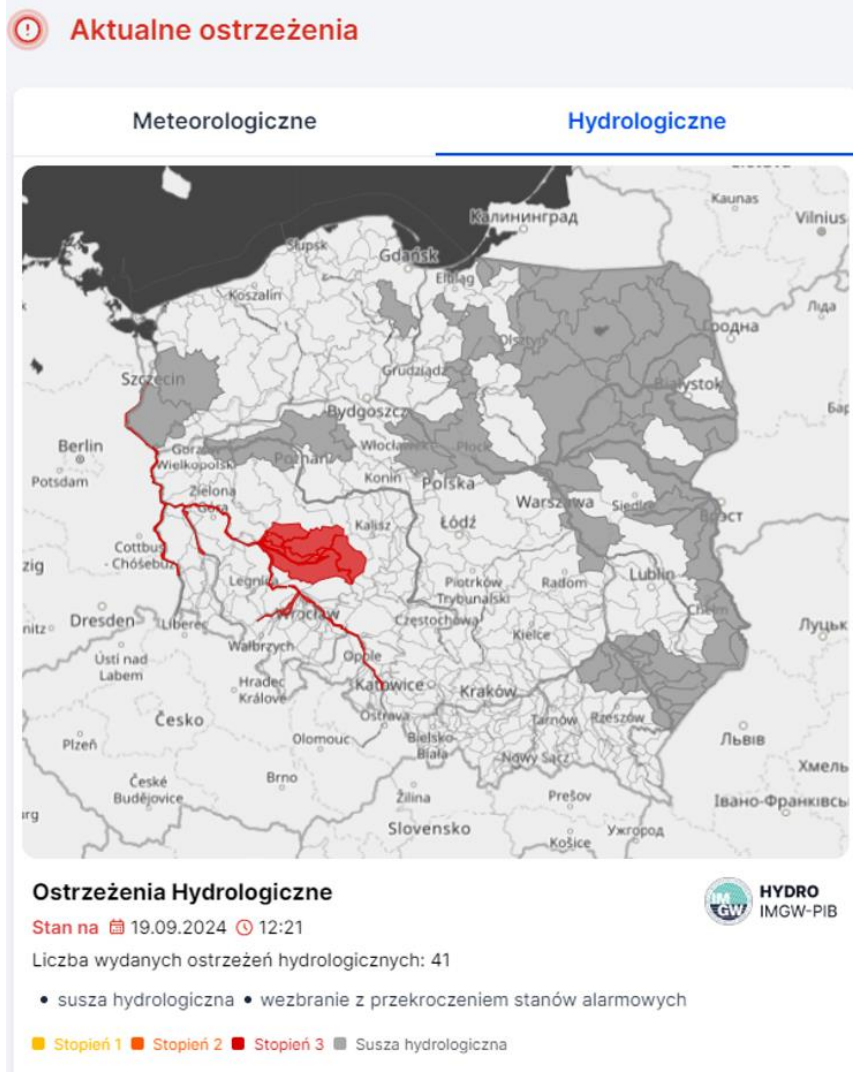 Aktualne ostrzeżenia
Meteorologiczne
Hydrologiczne
Kaunas
Калининград
Vilnius
Słupsk
Gdańsk
Elbląg
Koszalin
Ліда
Гродна
Olsztyn
Szczecin
Grudziądz
Białystok
Bydgoszcz
Berlin
Gorzów
Wielkopolski
Włocławek
Płock
Poznań
Potsdam
Konin
Polska
Zielona
Góra
Warszawa
Siedlce
Брэст
Kalisz
Łódź
Cottbus
- Chóśebuz
Legnica
Piotrków
Trybunalski
Radom
Lublin
Wrocław
Częstochowa
Chełm
Dresden
Liberec
Kielce
Луцьк
Wałbrzych
Opole
Ústí nad
Labem
Hradec
Králové
Katowice
Kraków
Česko
Ostrava
Tarnów
Rzeszów
Plzeň
Olomouc
Bielsko-
Biała
Nowy Sącz
Львів
České
Budějovice
Brno
Žilina
Prešov
Slovensko
Košice
Ужгород
Ostrzeżenia Hydrologiczne
HYDRO
IMGW-PIB
IM
GW
Stan na 19.09.2024 12:21
Liczba wydanych ostrzeżeń hydrologicznych: 41
• susza hydrologiczna • wezbranie z przekroczeniem stanów alarmowych
Stopień 1 Stopień 2 Stopień 3 Susza hydrologiczna